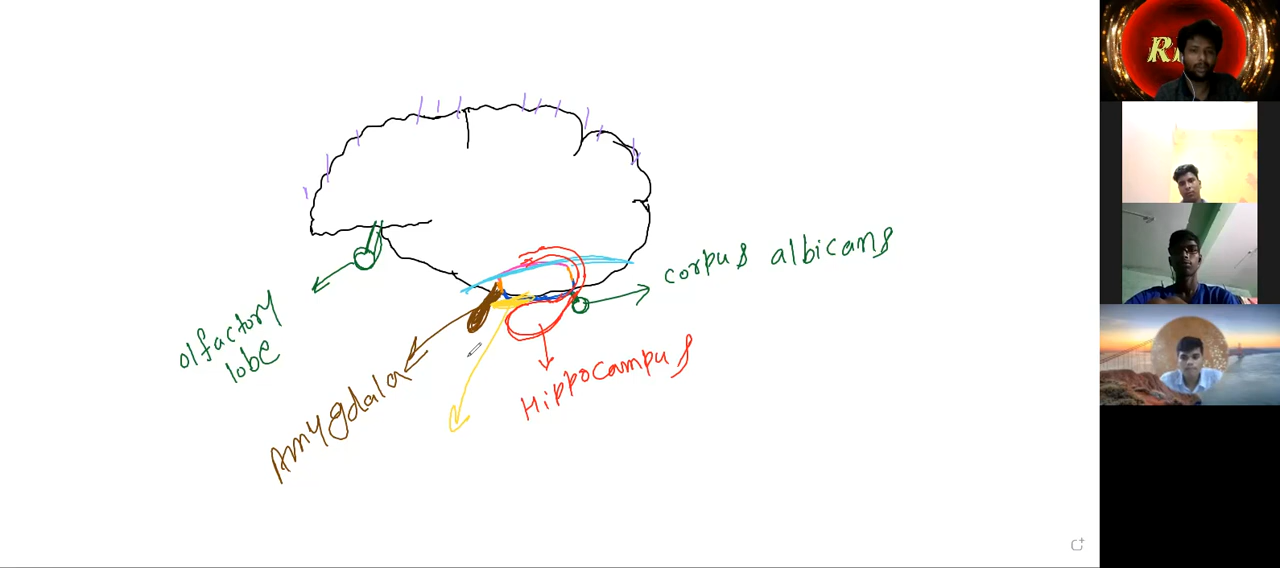 corpus albicans
olfactory
lobe
Hippocampus
Amygdala